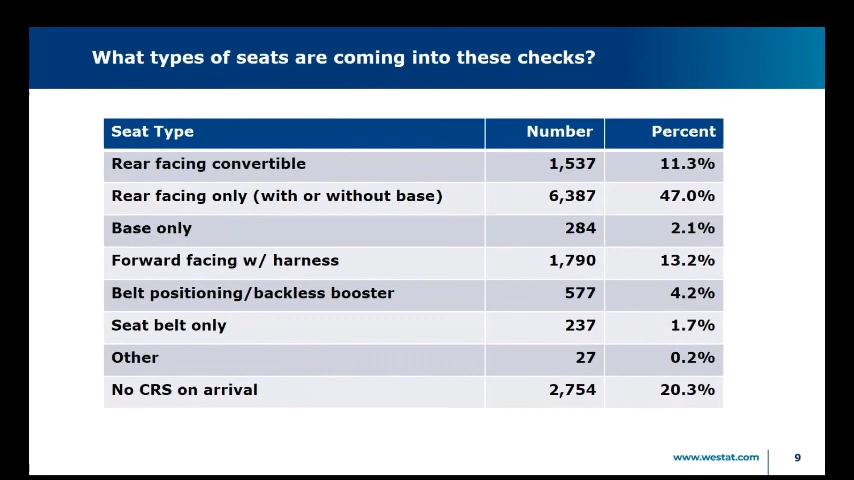 What types of seats are coming into these checks?
Seat Type Number Percent
Rear facing convertible 1,537 11.3%
Rear facing only (with or without base) 6,387 47.0%
Base only 284 2.1%
Forward facing w/ harness 1,790 13.2%
Belt positioning/backless booster 577 4.2%
Seat belt only 237 1.7%
Other 27 0.2%
No CRS on arrival 2,754 20.3%
www.westat.com 9